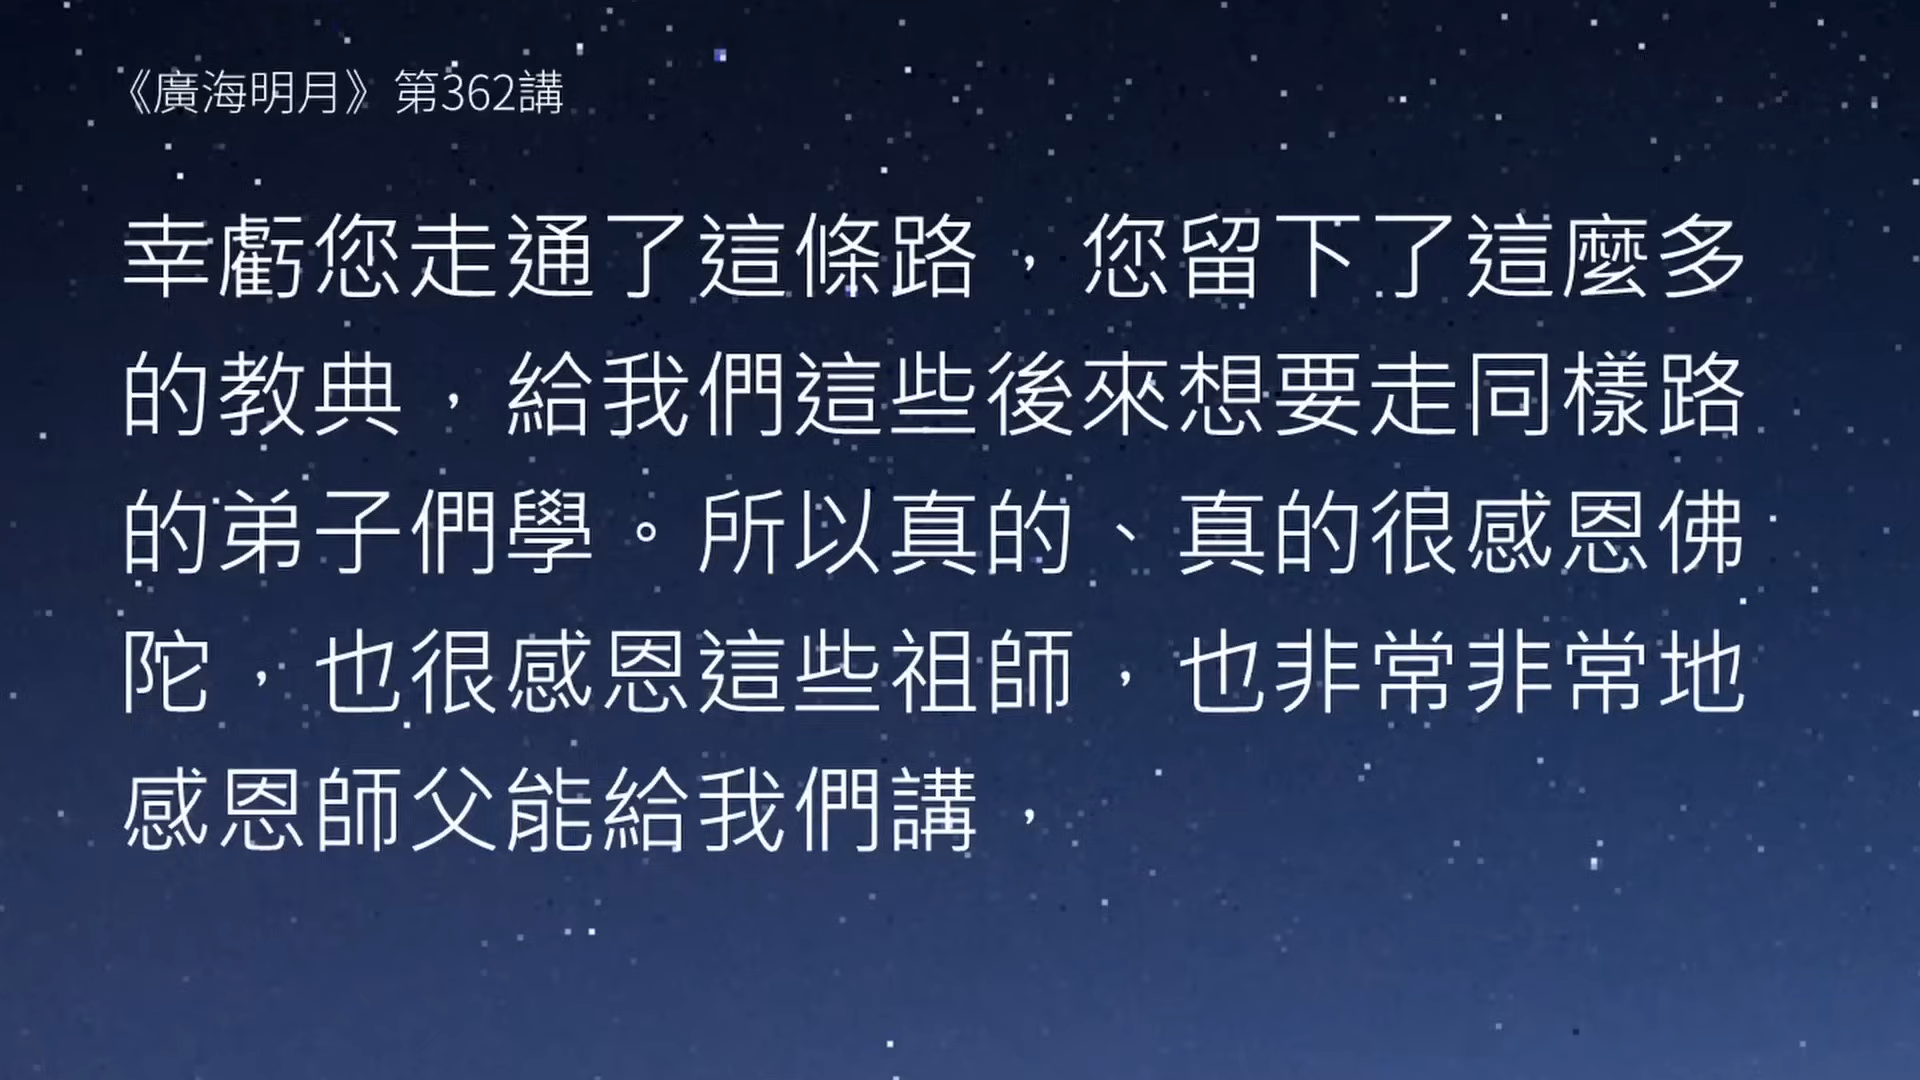 《廣海明月》第362講
幸虧您走通了這條路，您留下了這麼多
的教典，給我們這些後來想要走同樣路
的弟子們學。所以真的、真的很感恩佛
陀，也很感恩這些祖師，也非常非常地
感恩師父能給我們講，